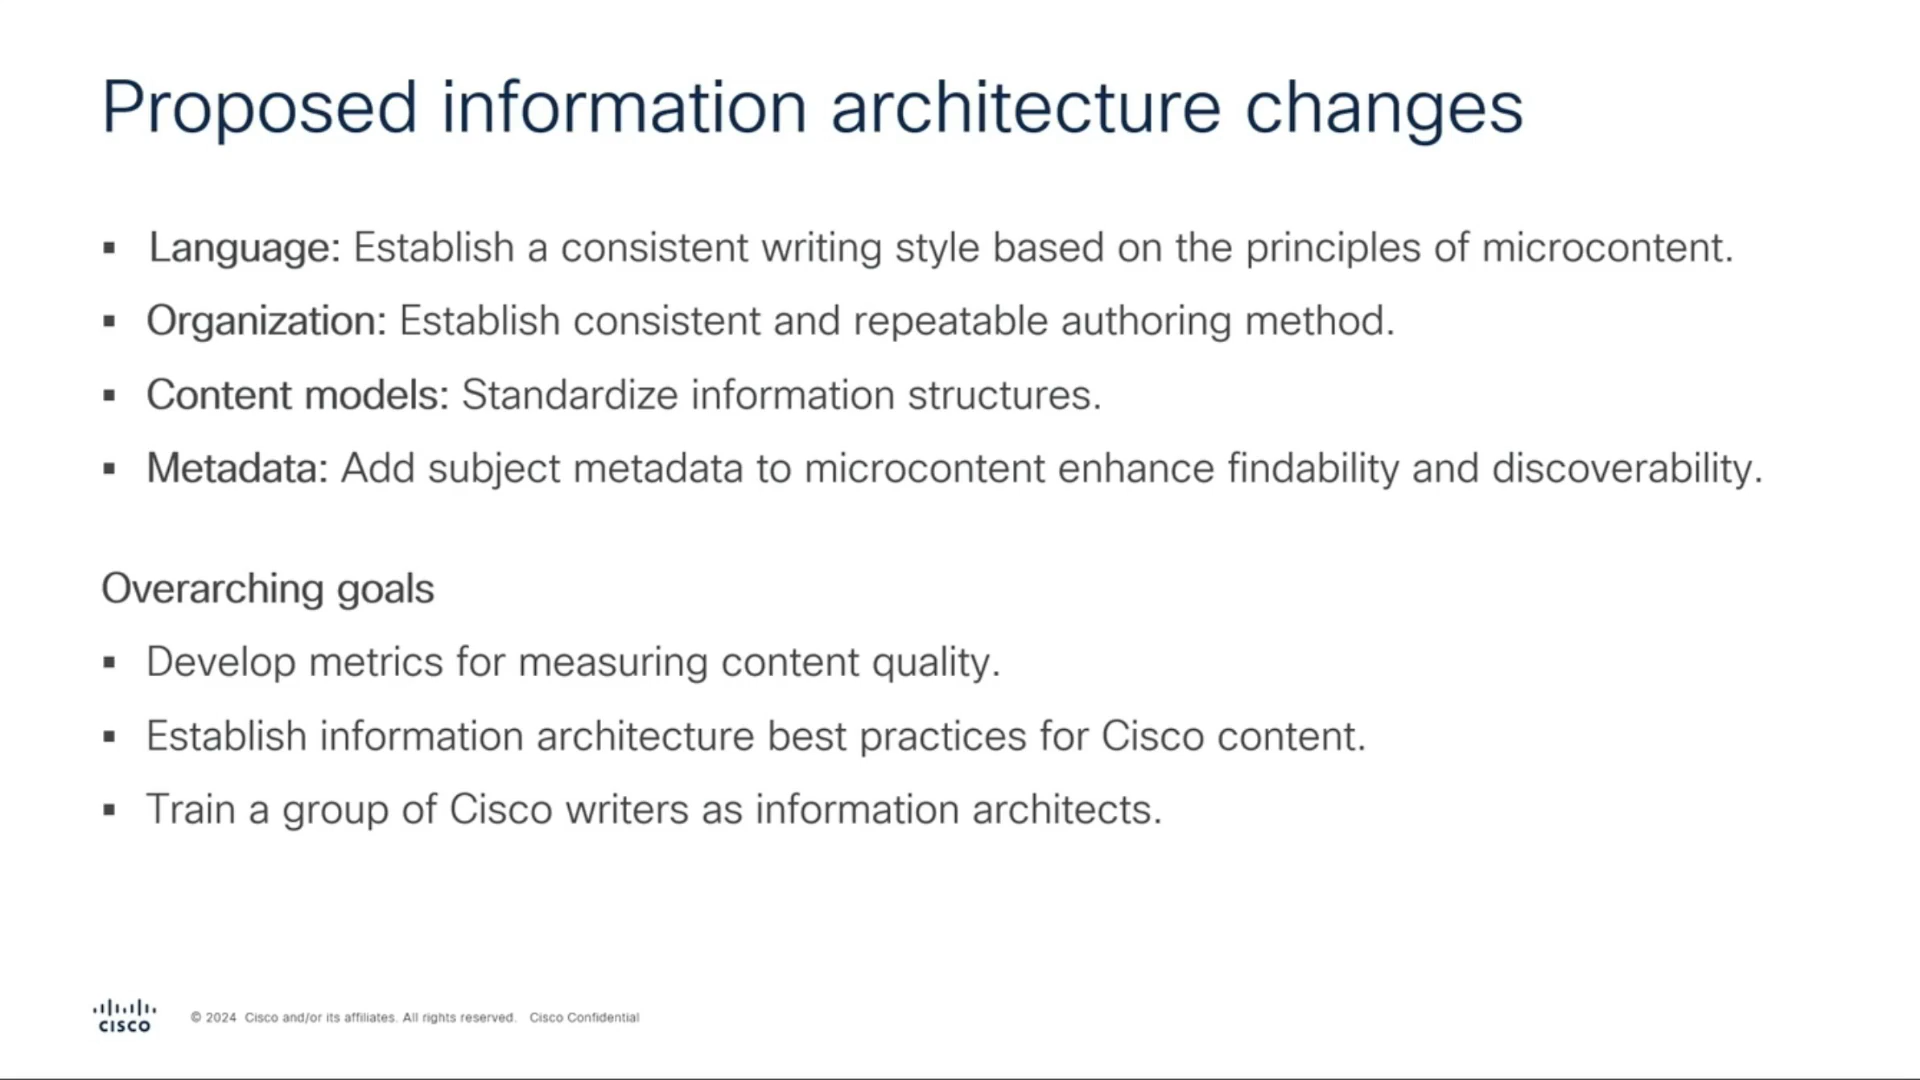 Proposed information architecture changes
▪ Language: Establish a consistent writing style based on the principles of microcontent.
▪ Organization: Establish consistent and repeatable authoring method.
▪ Content models: Standardize information structures.
▪ Metadata: Add subject metadata to microcontent enhance findability and discoverability.
Overarching goals
▪ Develop metrics for measuring content quality.
▪ Establish information architecture best practices for Cisco content.
▪ Train a group of Cisco writers as information architects.
CISCO © 2024 Cisco and/or its affiliates. All rights reserved. Cisco Confidential